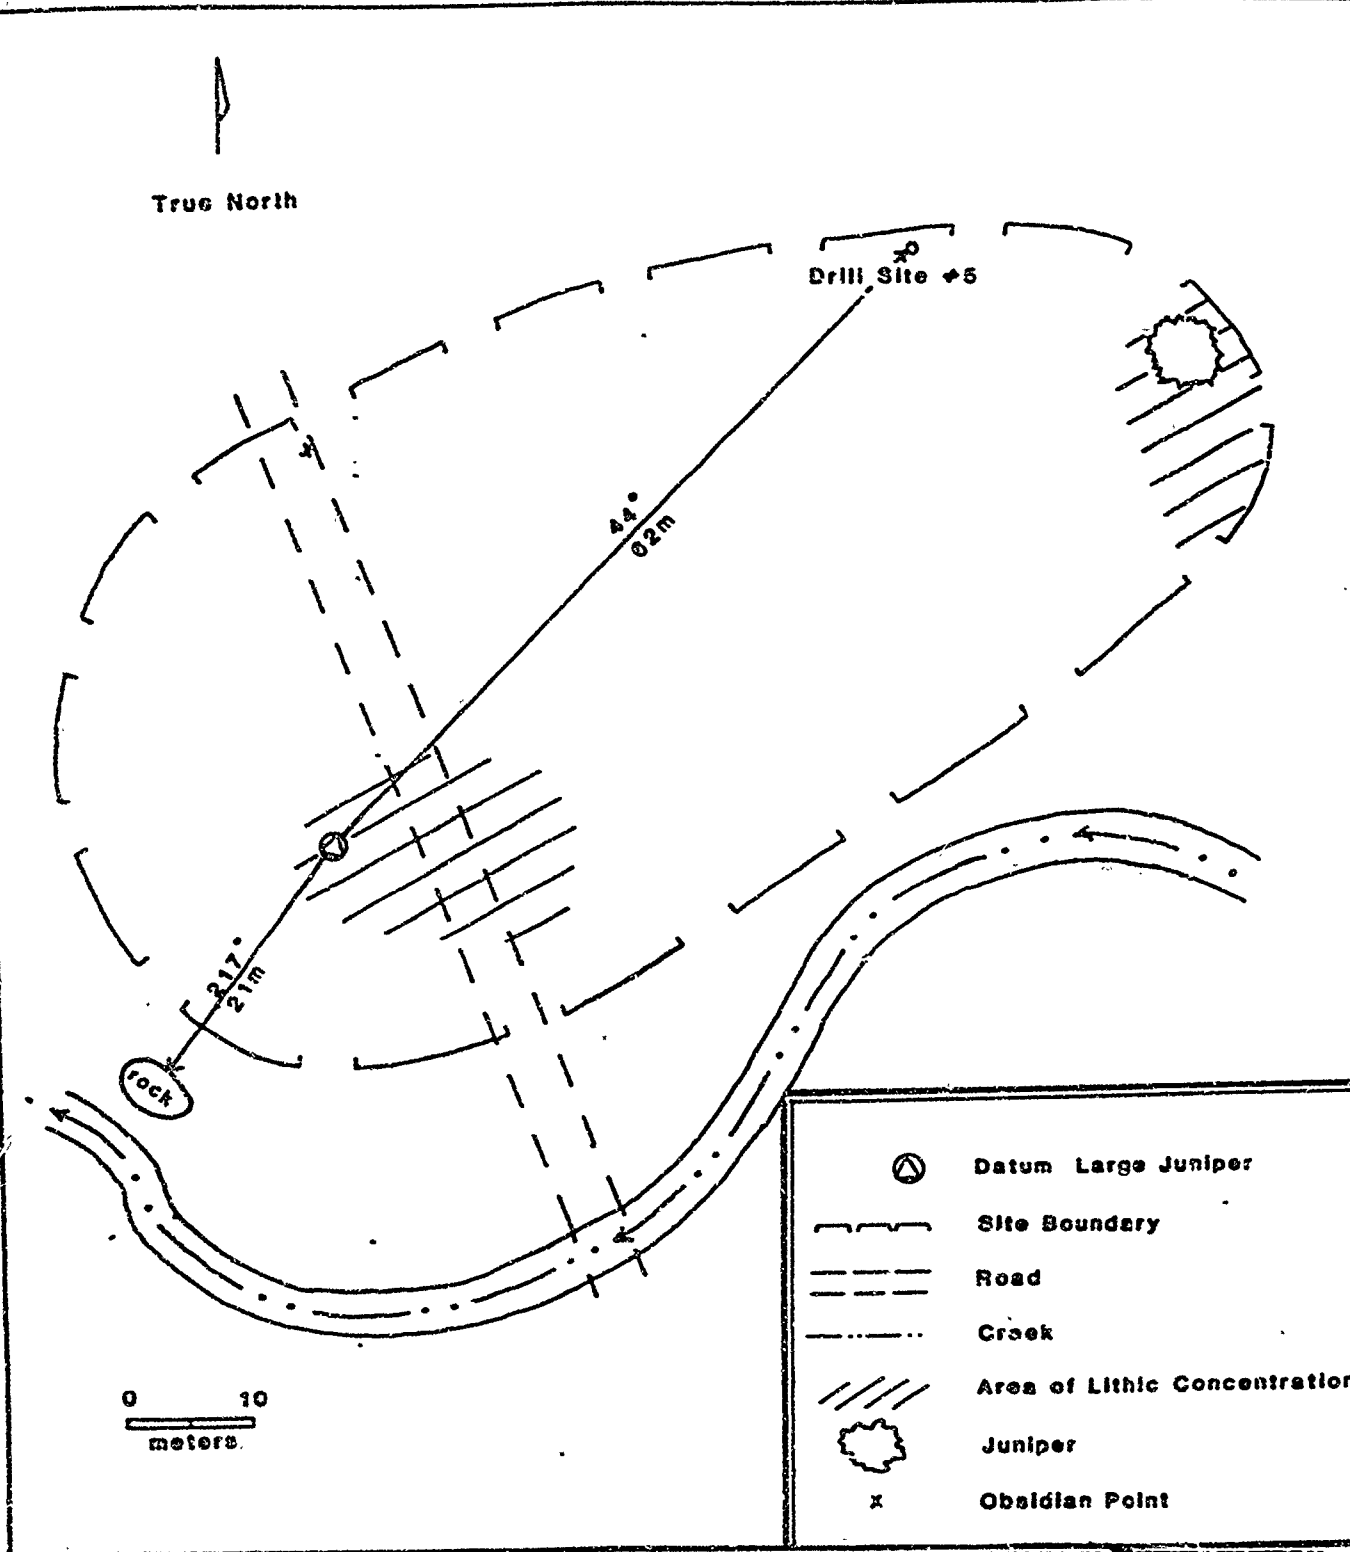 True North
Drill Site #5
44°
62m
217°
21m
rock
0 10
meters
Datum Large Juniper
Site Boundary
Road
Creek
Area of Lithic Concentration
Juniper
x Obsidian Point